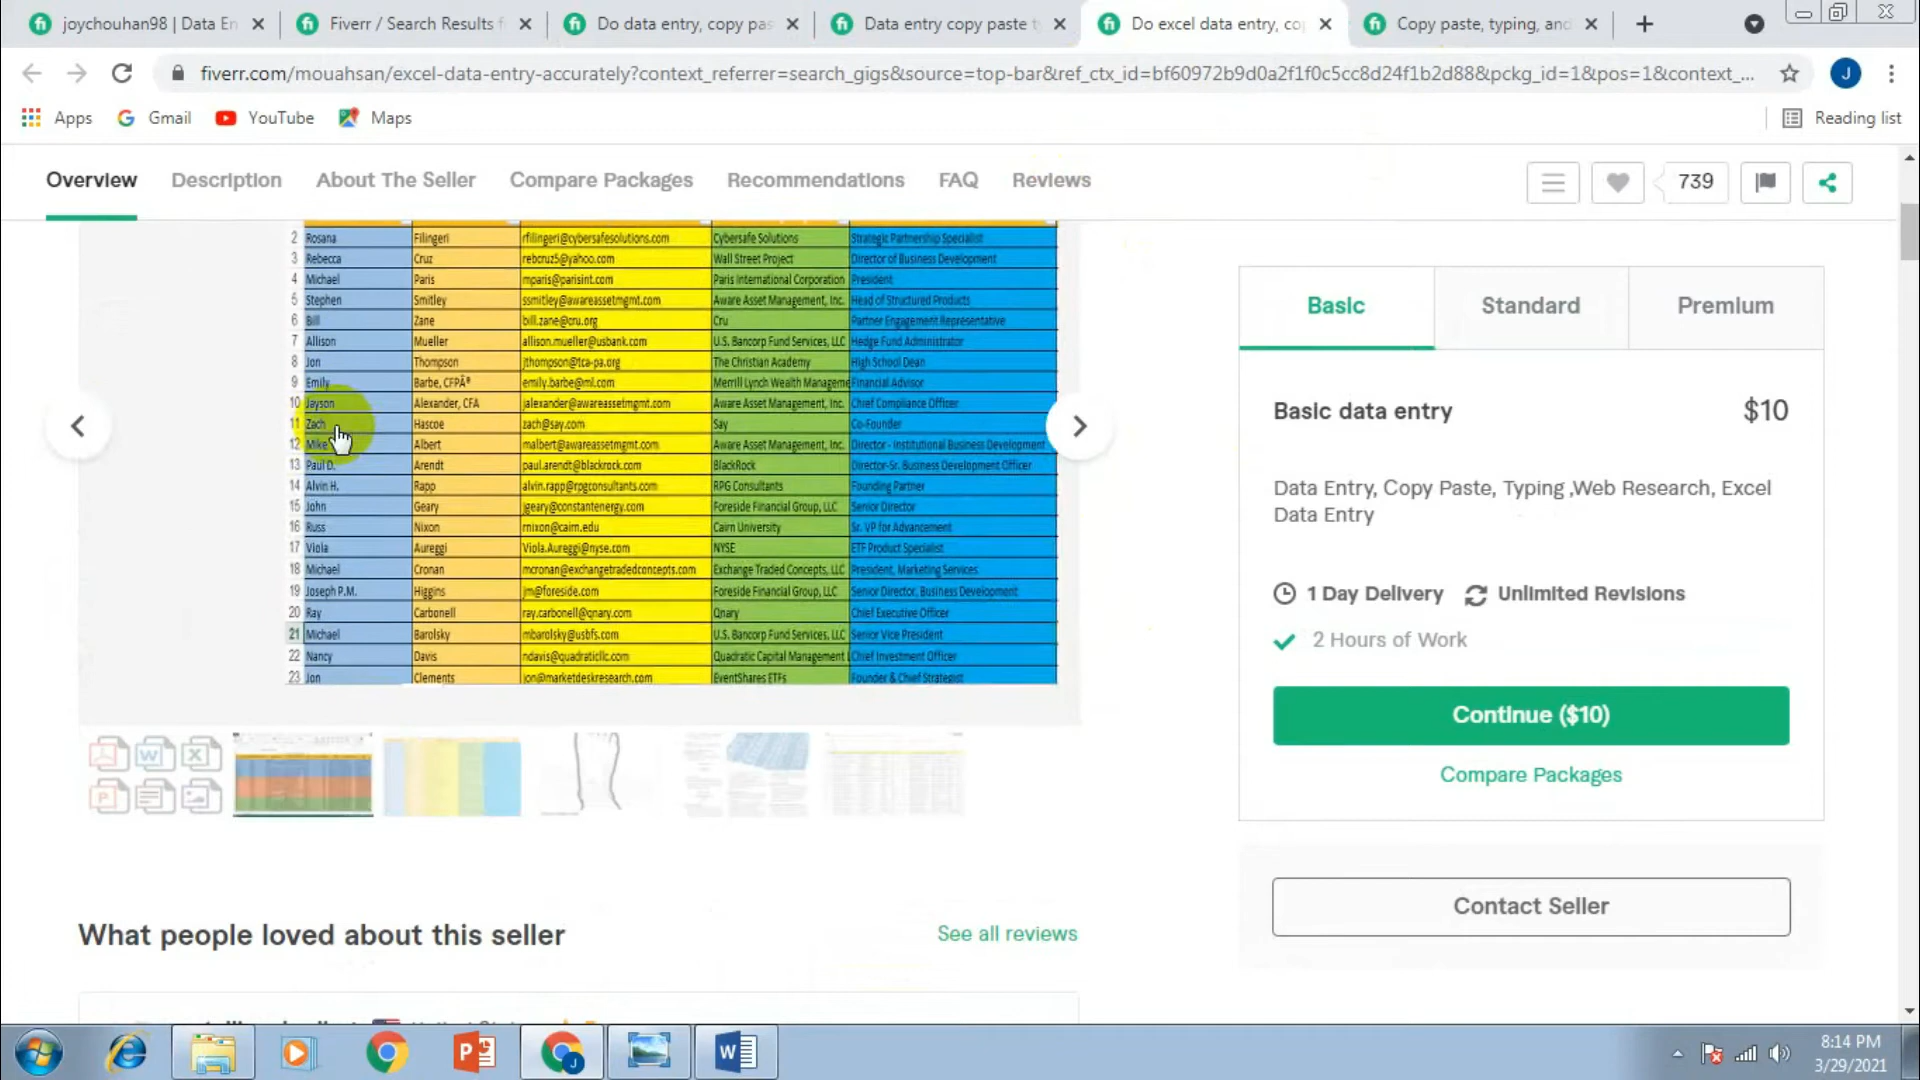 joychouhan98 | Data En
Fiverr / Search Results f
Do data entry, copy pas
Data entry copy paste t
Do excel data entry, co
Copy paste, typing, and
fiverr.com/mouahsan/excel-data-entry-accurately?context_referrer=search_gigs&source=top-bar&ref_ctx_id=bf60972b9d0a2f1f0c5cc8d24f1b2d88&pckg_id=1&pos=1&context_...
J
Apps Gmail YouTube Maps Reading list
Overview Description About The Seller Compare Packages Recommendations FAQ Reviews 739
2 Rosana Filingeri rfilingeri@cybersafesolutions.com Cybersafe Solutions Strategic Partnership Specialist
3 Rebecca Cruz rebcruz5@yahoo.com Wall Street Project Director of Business Development
4 Michael Paris mparis@parisint.com Paris International Corporation President
5 Stephen Smitley ssmitley@awareassetmgmt.com Aware Asset Management, Inc. Head of Structured Products
6 Bill Zane bill.zane@cru.org Cru Partner Engagement Representative
7 Allison Mueller allison.mueller@usbank.com U.S. Bancorp Fund Services, LLC Hedge Fund Administrator
8 Jon Thompson jthompson@tca-pa.org The Christian Academy High School Dean
9 Emily Barbe, CFPÂ® emily.barbe@ml.com Merrill Lynch Wealth Manageme Financial Advisor
10 Jayson Alexander, CFA jalexander@awareassetmgmt.com Aware Asset Management, Inc. Chief Compliance Officer
11 Zach Hascoe zach@say.com Say Co-Founder
12 Mike Albert malbert@awareassetmgmt.com Aware Asset Management, Inc. Director - Institutional Business Development
13 Paul D. Arendt paul.arendt@blackrock.com BlackRock Director-Sr. Business Development Officer
14 Alvin H. Rapp alvin.rapp@rpgconsultants.com RPG Consultants Founding Partner
15 John Geary jgeary@constantenergy.com Foreside Financial Group, LLC Senior Director
16 Russ Nixon rnixon@cairn.edu Cairn University Sr. VP for Advancement
17 Viola Aureggi Viola.Aureggi@nyse.com NYSE ETF Product Specialist
18 Michael Cronan mcronan@exchangetradedconcepts.com Exchange Traded Concepts, LLC President, Marketing Services
19 Joseph P.M. Higgins jm@foreside.com Foreside Financial Group, LLC Senior Director, Business Development
20 Ray Carbonell ray.carbonell@qnary.com Qnary Chief Executive Officer
21 Michael Barolsky mbarolsky@usbfs.com U.S. Bancorp Fund Services, LLC Senior Vice President
22 Nancy Davis ndavis@quadraticllc.com Quadratic Capital Management Chief Investment Officer
23 Jon Clements jon@marketdeskresearch.com EventShares ETFs Founder & Chief Strategist
Basic Standard Premium
Basic data entry $10
Data Entry, Copy Paste, Typing ,Web Research, Excel
Data Entry
1 Day Delivery Unlimited Revisions
2 Hours of Work
Continue ($10)
Compare Packages
Contact Seller
What people loved about this seller
See all reviews
8:14 PM
3/29/2021